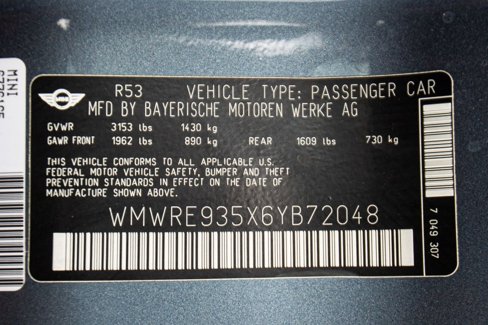 R53 VEHICLE TYPE: PASSENGER CAR
MFD BY BAYERISCHE MOTOREN WERKE AG
GVWR 3153 lbs 1430 kg
GAWR FRONT 1962 lbs 890 kg REAR 1609 lbs 730 kg
THIS VEHICLE CONFORMS TO ALL APPLICABLE U.S.
FEDERAL MOTOR VEHICLE SAFETY, BUMPER AND THEFT
PREVENTION STANDARDS IN EFFECT ON THE DATE OF
MANUFACTURE SHOWN ABOVE.
WMWRE935X6YB72048
7 049 307
MINI